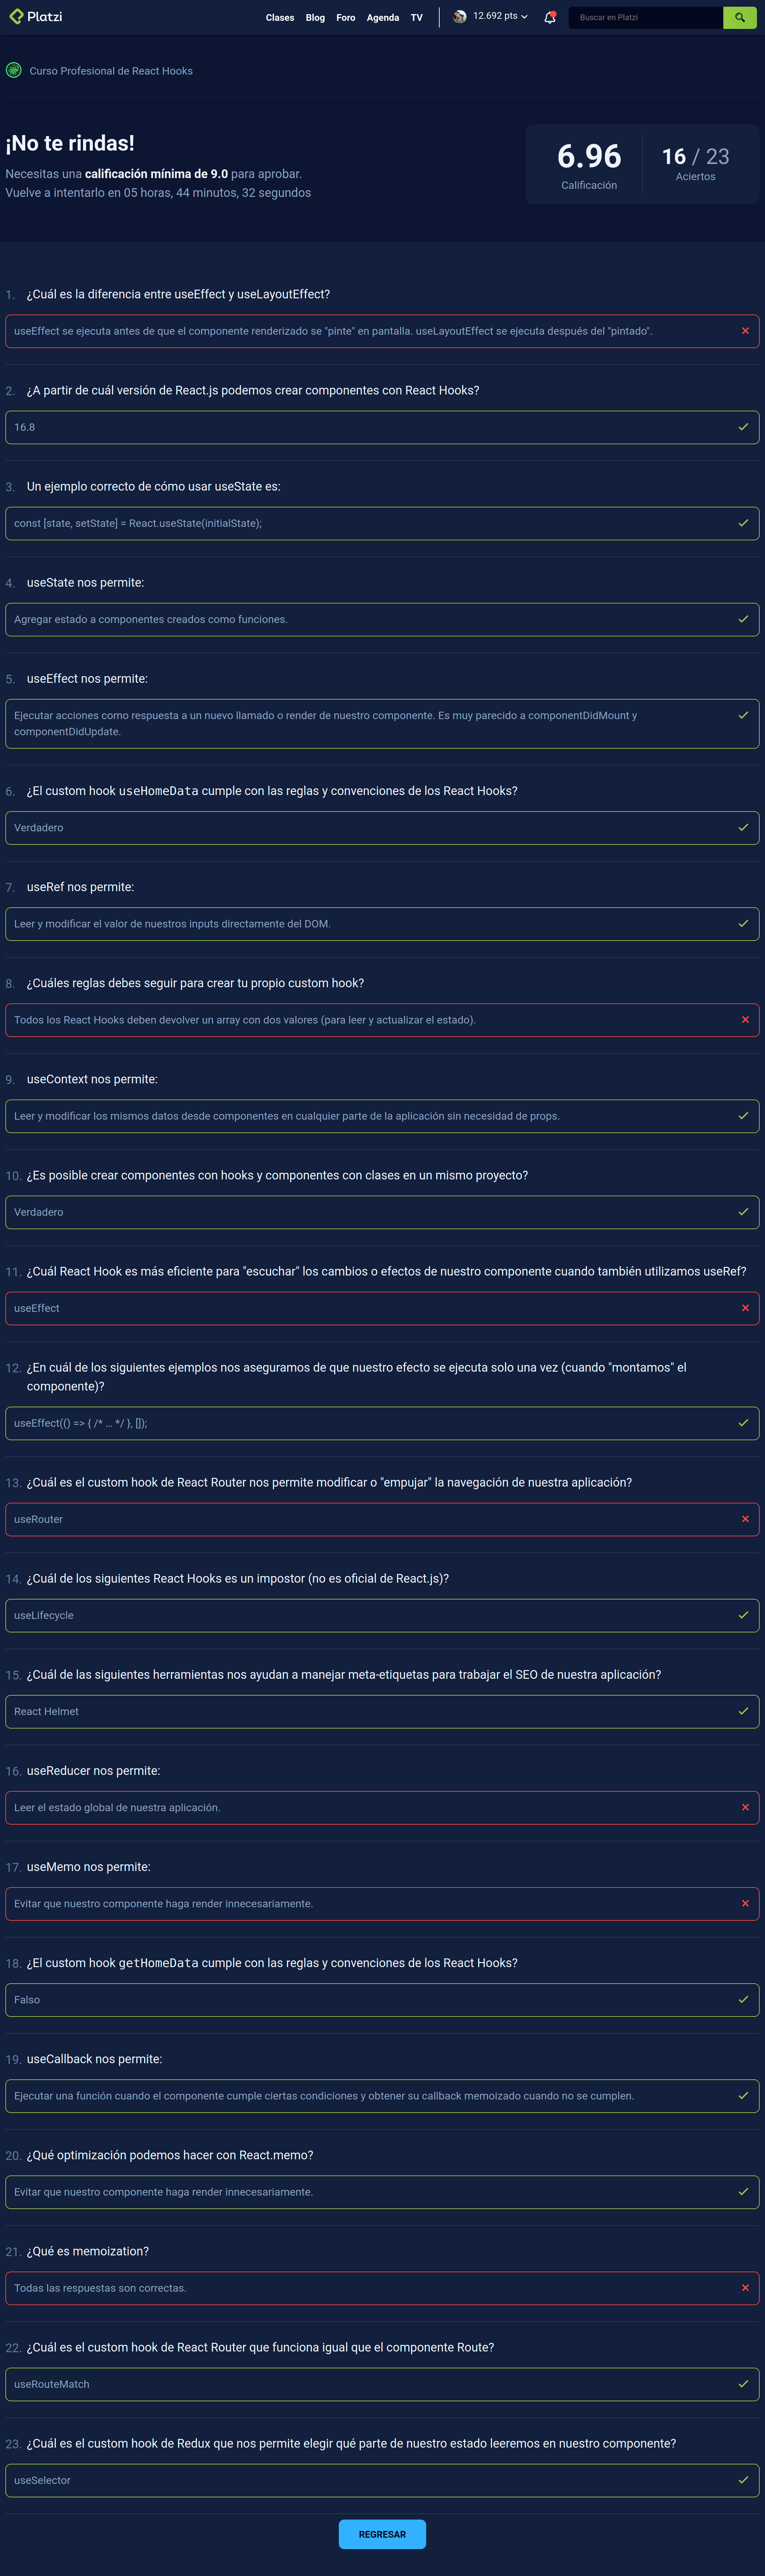 Platzi
Clases Blog Foro Agenda TV
12.692 pts
Buscar en Platzi
Curso Profesional de React Hooks
¡No te rindas!
Necesitas una calificación mínima de 9.0 para aprobar.
Vuelve a intentarlo en 05 horas, 44 minutos, 32 segundos
6.96
Calificación
16 / 23
Aciertos
1. ¿Cuál es la diferencia entre useEffect y useLayoutEffect?
useEffect se ejecuta antes de que el componente renderizado se "pinte" en pantalla. useLayoutEffect se ejecuta después del "pintado".
2. ¿A partir de cuál versión de React.js podemos crear componentes con React Hooks?
16.8
3. Un ejemplo correcto de cómo usar useState es:
const [state, setState] = React.useState(initialState);
4. useState nos permite:
Agregar estado a componentes creados como funciones.
5. useEffect nos permite:
Ejecutar acciones como respuesta a un nuevo llamado o render de nuestro componente. Es muy parecido a componentDidMount y
componentDidUpdate.
6. ¿El custom hook useHomeData cumple con las reglas y convenciones de los React Hooks?
Verdadero
7. useRef nos permite:
Leer y modificar el valor de nuestros inputs directamente del DOM.
8. ¿Cuáles reglas debes seguir para crear tu propio custom hook?
Todos los React Hooks deben devolver un array con dos valores (para leer y actualizar el estado).
9. useContext nos permite:
Leer y modificar los mismos datos desde componentes en cualquier parte de la aplicación sin necesidad de props.
10. ¿Es posible crear componentes con hooks y componentes con clases en un mismo proyecto?
Verdadero
11. ¿Cuál React Hook es más eficiente para "escuchar" los cambios o efectos de nuestro componente cuando también utilizamos useRef?
useEffect
12. ¿En cuál de los siguientes ejemplos nos aseguramos de que nuestro efecto se ejecuta solo una vez (cuando "montamos" el
componente)?
useEffect(() => { /* … */ }, []);
13. ¿Cuál es el custom hook de React Router nos permite modificar o "empujar" la navegación de nuestra aplicación?
useRouter
14. ¿Cuál de los siguientes React Hooks es un impostor (no es oficial de React.js)?
useLifecycle
15. ¿Cuál de las siguientes herramientas nos ayudan a manejar meta-etiquetas para trabajar el SEO de nuestra aplicación?
React Helmet
16. useReducer nos permite:
Leer el estado global de nuestra aplicación.
17. useMemo nos permite:
Evitar que nuestro componente haga render innecesariamente.
18. ¿El custom hook getHomeData cumple con las reglas y convenciones de los React Hooks?
Falso
19. useCallback nos permite:
Ejecutar una función cuando el componente cumple ciertas condiciones y obtener su callback memoizado cuando no se cumplen.
20. ¿Qué optimización podemos hacer con React.memo?
Evitar que nuestro componente haga render innecesariamente.
21. ¿Qué es memoization?
Todas las respuestas son correctas.
22. ¿Cuál es el custom hook de React Router que funciona igual que el componente Route?
useRouteMatch
23. ¿Cuál es el custom hook de Redux que nos permite elegir qué parte de nuestro estado leeremos en nuestro componente?
useSelector
REGRESAR